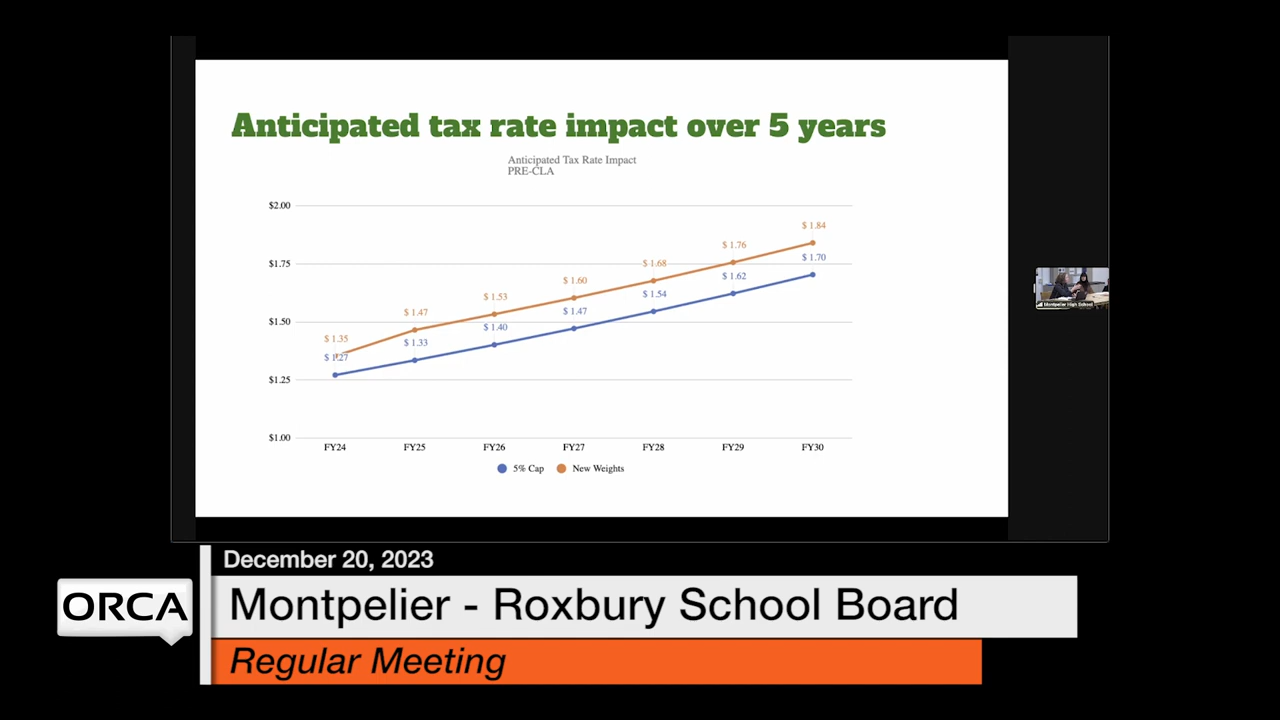 Anticipated tax rate impact over 5 years
Anticipated Tax Rate Impact
PRE-CLA
$2.00
$1.75
$1.50
$1.25
$1.00
$ 1.35
$ 1.47
$ 1.53
$ 1.60
$ 1.68
$ 1.76
$ 1.84
$ 1.27
$ 1.33
$ 1.40
$ 1.47
$ 1.54
$ 1.62
$ 1.70
FY24 FY25 FY26 FY27 FY28 FY29 FY30
5% Cap New Weights
Montpelier High School
December 20, 2023
ORCA
Montpelier - Roxbury School Board
Regular Meeting